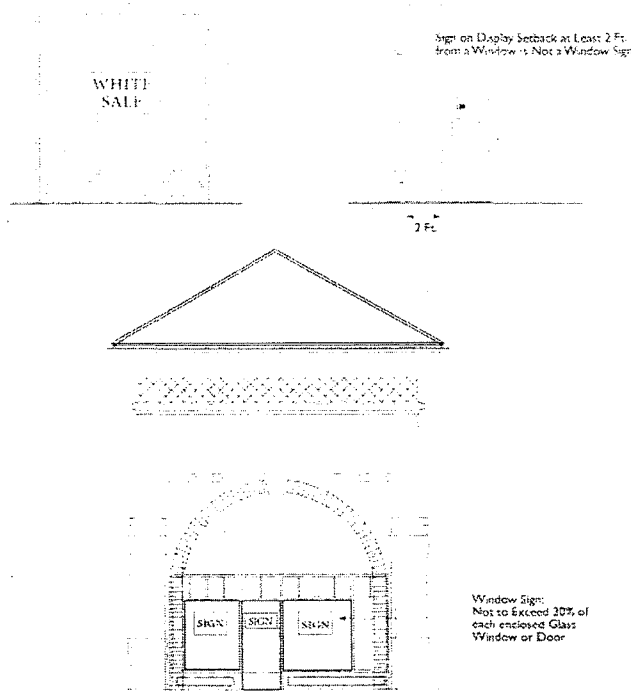 Sign on Display Setback at Least 2 Ft.
from a Window is Not a Window Sign
WHITE
SALE
2 Ft.
SIGN SIGN SIGN
Window Sign:
Not to Exceed 20% of
each enclosed Glass
Window or Door